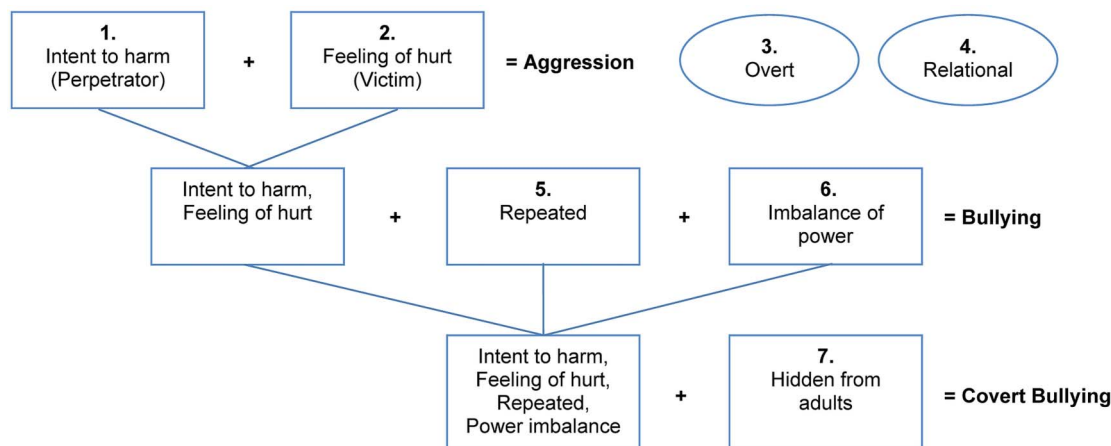 1.
Intent to harm
(Perpetrator)
+
2.
Feeling of hurt
(Victim)
= Aggression
3.
Overt
4.
Relational
Intent to harm,
Feeling of hurt
+
5.
Repeated
+
6.
Imbalance of
power
= Bullying
Intent to harm,
Feeling of hurt,
Repeated,
Power imbalance
+
7.
Hidden from
adults
= Covert Bullying